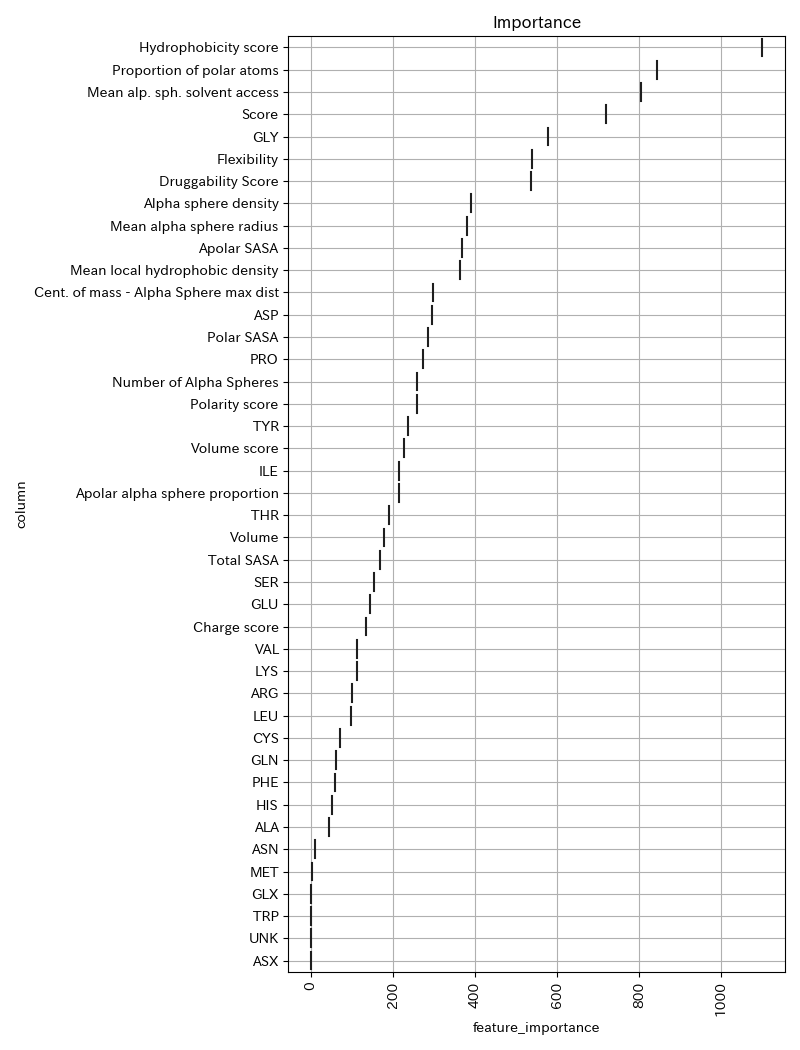 Importance
Hydrophobicity score
Proportion of polar atoms
Mean alp. sph. solvent access
Score
GLY
Flexibility
Druggability Score
Alpha sphere density
Mean alpha sphere radius
Apolar SASA
Mean local hydrophobic density
Cent. of mass - Alpha Sphere max dist
ASP
Polar SASA
PRO
Number of Alpha Spheres
Polarity score
TYR
Volume score
ILE
Apolar alpha sphere proportion
THR
Volume
Total SASA
SER
GLU
Charge score
VAL
LYS
ARG
LEU
CYS
GLN
PHE
HIS
ALA
ASN
MET
GLX
TRP
UNK
ASX
column
0
200
400
600
800
1000
feature_importance